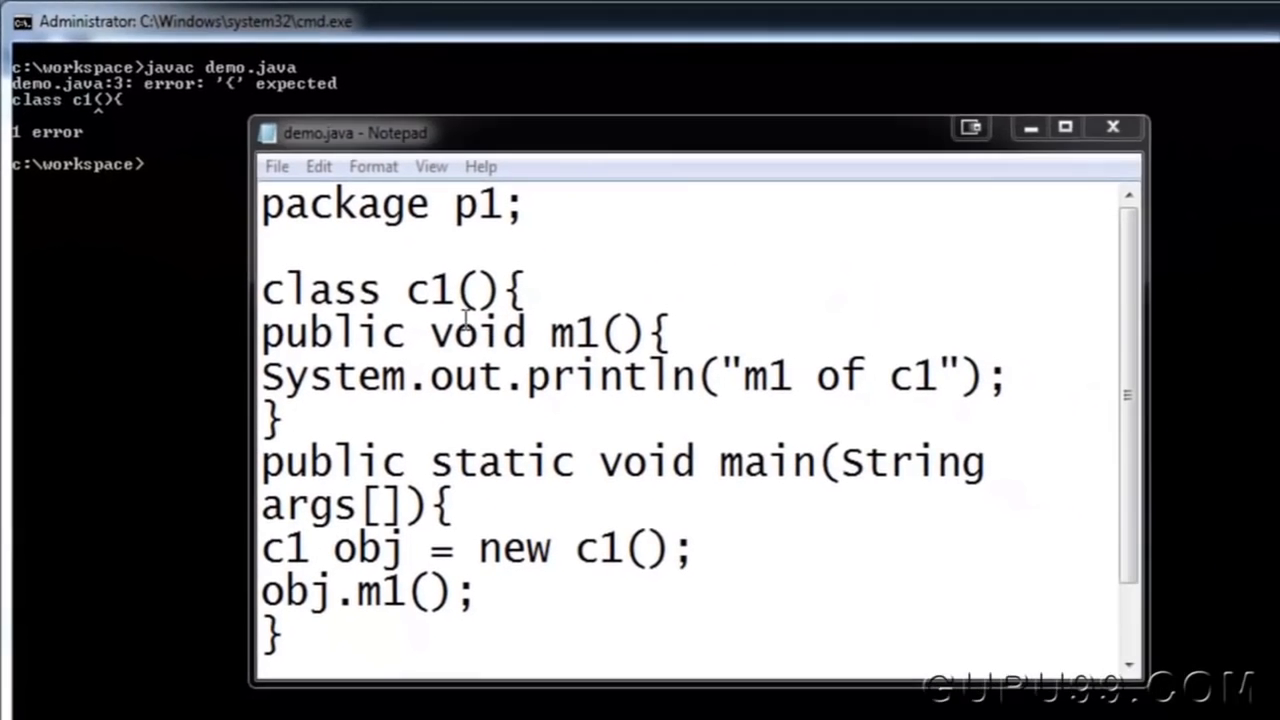 Administrator: C:\Windows\system32\cmd.exe
c:\workspace>javac demo.java
demo.java:3: error: '{' expected
class c1(){
^
1 error
c:\workspace>
demo.java - Notepad
File Edit Format View Help
package p1;
class c1(){
public void m1(){
System.out.println("m1 of c1");
}
public static void main(String
args[]){
c1 obj = new c1();
obj.m1();
}
GURU99.COM